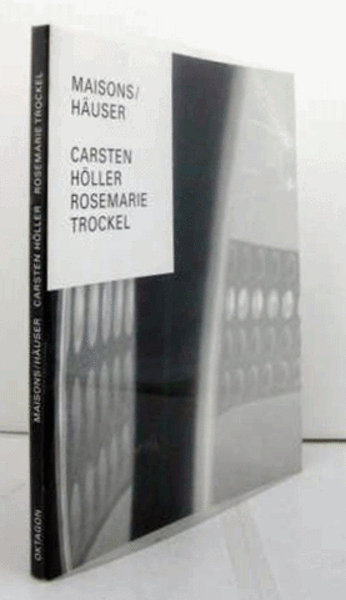 MAISONS/
HÄUSER
CARSTEN
HÖLLER
ROSEMARIE
TROCKEL
OKTAGON MAISONS/HÄUSER CARSTEN HÖLLER ROSEMARIE TROCKEL